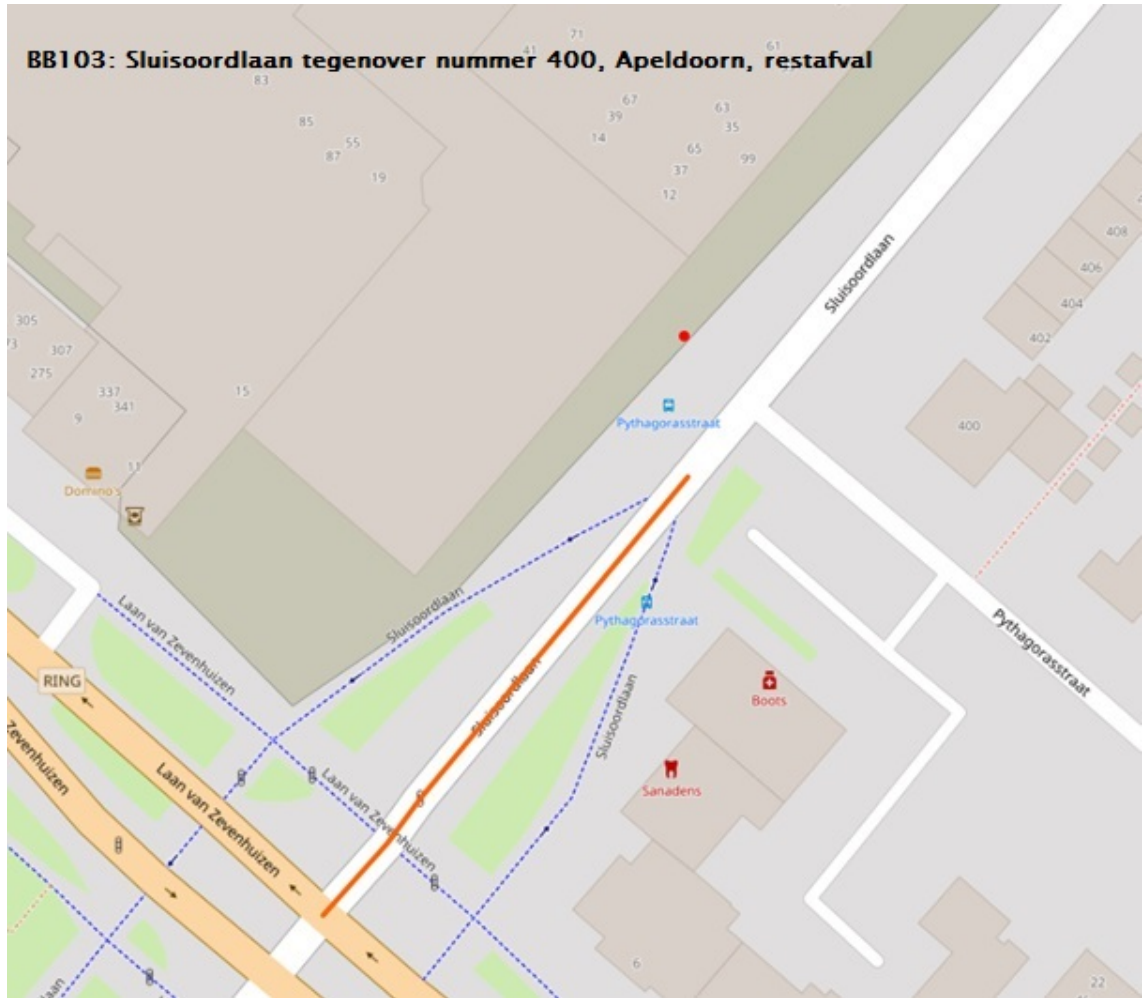 BB103: Sluisoordlaan tegenover nummer 400, Apeldoorn, restafval
71
41
61
83
67
63
39
35
85
14
55
65
99
87
37
19
12
408
Sluisoordlaan
406
404
305
402
73
307
275
337
341
15
9
Pythagorasstraat
400
11
Domino's
Laan van Zevenhuizen
Sluisoordlaan
Pythagorasstraat
Pythagorasstraat
RING
Sluisoordlaan
Sluisoordlaan
Boots
Zevenhuizen
Laan van Zevenhuizen
Laan van Zevenhuizen
Sanadens
6
22
laan